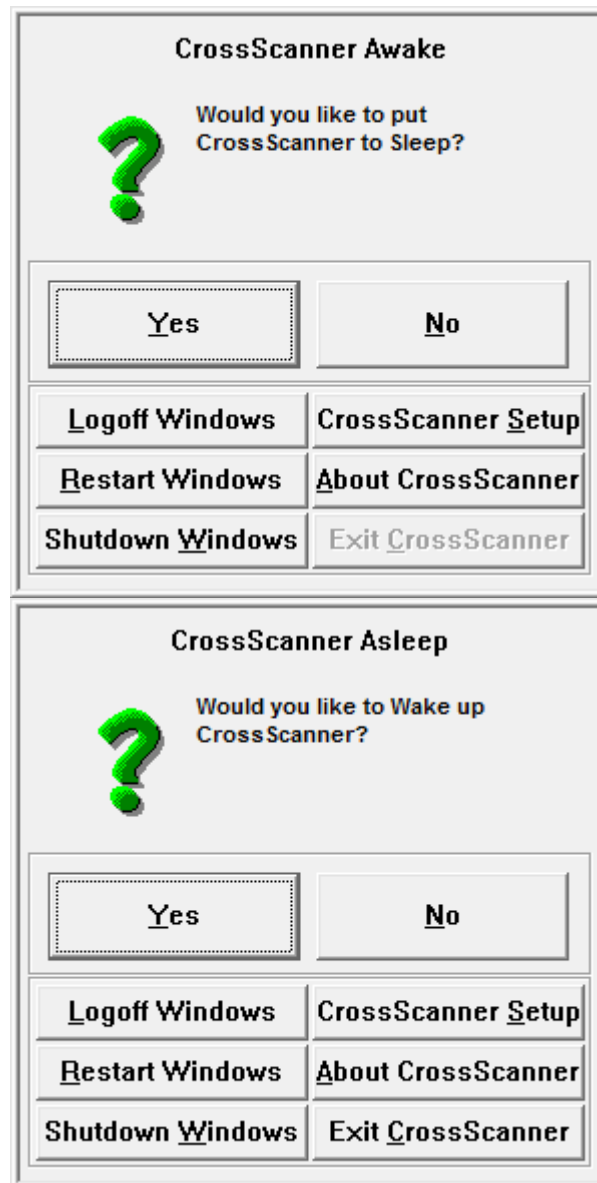 CrossScanner Awake
Would you like to put
CrossScanner to Sleep?
Yes
No
Logoff Windows
CrossScanner Setup
Restart Windows
About CrossScanner
Shutdown Windows
Exit CrossScanner
CrossScanner Asleep
Would you like to Wake up
CrossScanner?
Yes
No
Logoff Windows
CrossScanner Setup
Restart Windows
About CrossScanner
Shutdown Windows
Exit CrossScanner